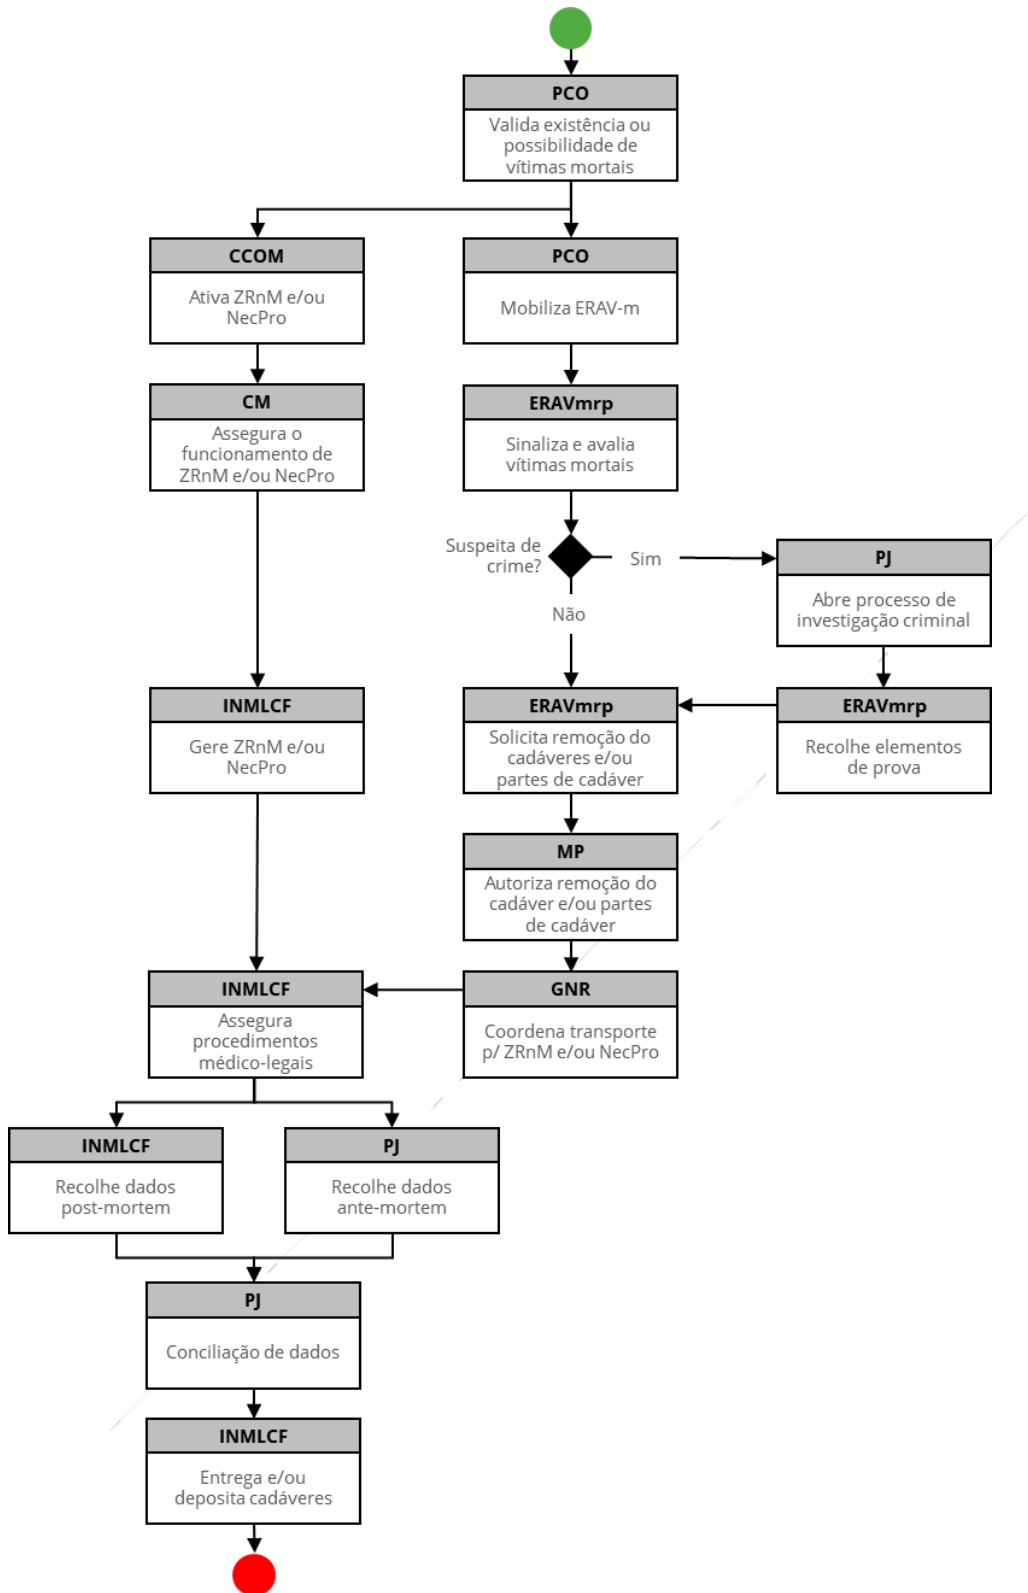 PCO
Valida existência ou
possibilidade de
vítimas mortais
CCOM
Ativa ZRnM e/ou
NecPro
PCO
Mobiliza ERAV-m
CM
Assegura o
funcionamento de
ZRnM e/ou NecPro
ERAVmrp
Sinaliza e avalia
vítimas mortais
Suspeita de
crime?
Sim
Não
PJ
Abre processo de
investigação criminal
INMLCF
Gere ZRnM e/ou
NecPro
ERAVmrp
Solicita remoção do
cadáveres e/ou
partes de cadáver
ERAVmrp
Recolhe elementos
de prova
MP
Autoriza remoção do
cadáver e/ou partes
de cadáver
INMLCF
Assegura
procedimentos
médico-legais
GNR
Coordena transporte
p/ ZRnM e/ou NecPro
INMLCF
Recolhe dados
post-mortem
PJ
Recolhe dados
ante-mortem
PJ
Conciliação de dados
INMLCF
Entrega e/ou
deposita cadáveres